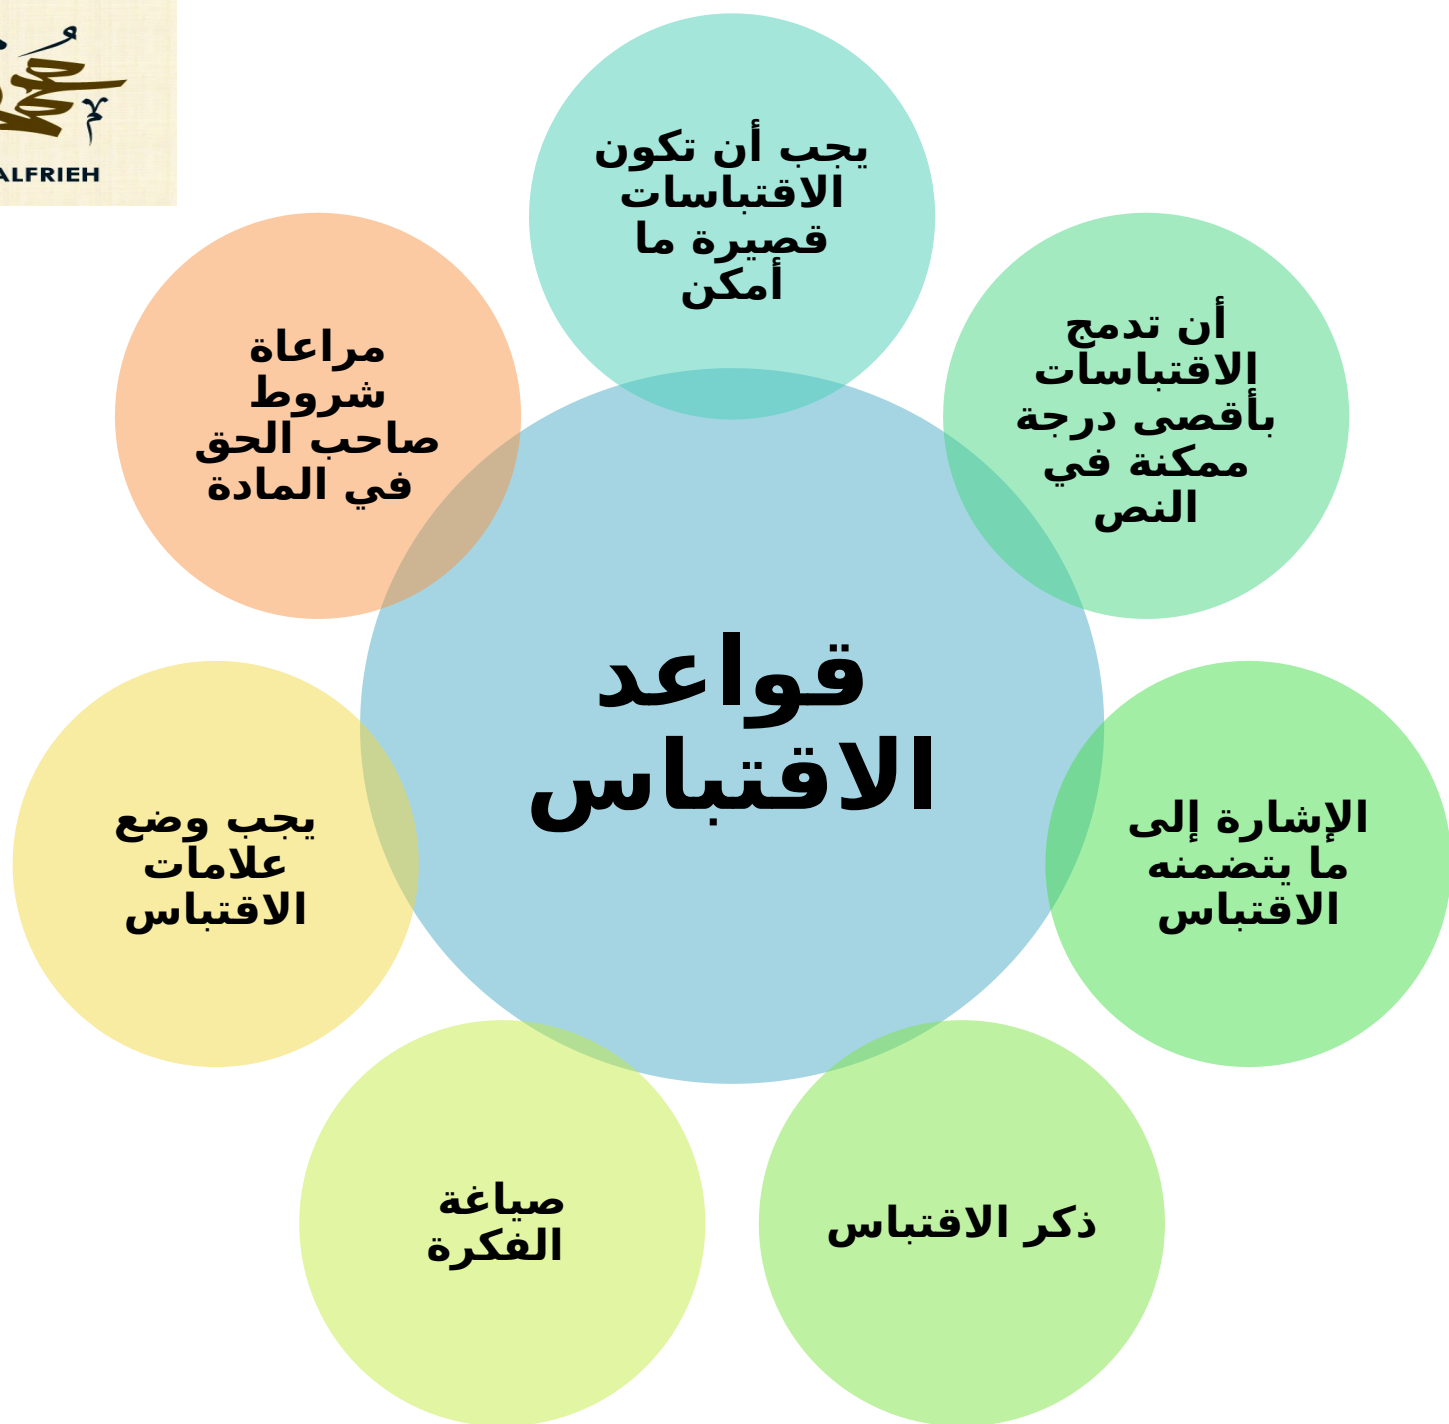 ALFRIEH
يجب أن تكون
الاقتباسات
قصيرة ما
أمكن
أن تدمج
الاقتباسات
بأقصى درجة
ممكنة في
النص
الإشارة إلى
ما يتضمنه
الاقتباس
ذكر الاقتباس
صياغة
الفكرة
يجب وضع
علامات
الاقتباس
مراعاة
شروط
صاحب الحق
في المادة
قواعد
الاقتباس